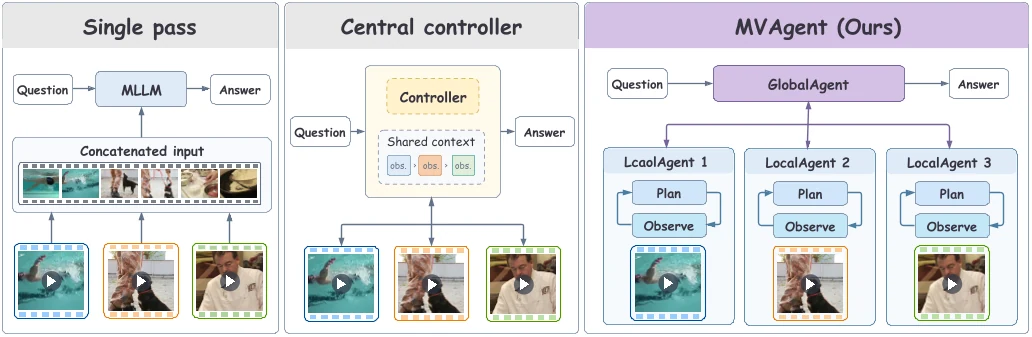 Single pass
Question
MLLM
Answer
Concatenated input
Central controller
Controller
Question
Answer
Shared context
obs. › obs. › obs.
MVAgent (Ours)
Question
GlobalAgent
Answer
LcaolAgent 1
Plan
Observe
LocalAgent 2
Plan
Observe
LocalAgent 3
Plan
Observe